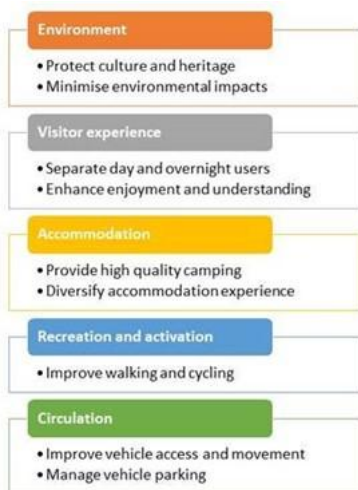 Environment
• Protect culture and heritage
• Minimise environmental impacts
Visitor experience
• Separate day and overnight users
• Enhance enjoyment and understanding
Accommodation
• Provide high quality camping
• Diversify accommodation experience
Recreation and activation
• Improve walking and cycling
Circulation
• Improve vehicle access and movement
• Manage vehicle parking